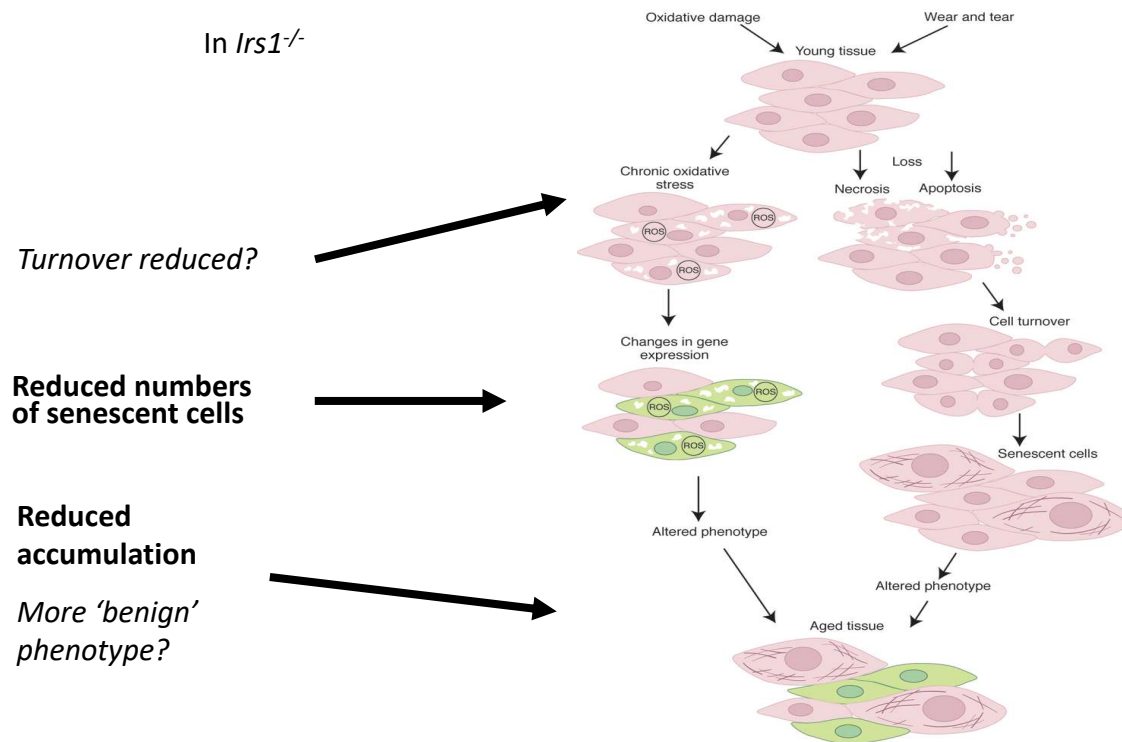 In Irs1-/-
Turnover reduced?
Reduced numbers
of senescent cells
Reduced
accumulation
More ‘benign’
phenotype?
Oxidative damage
Wear and tear
Young tissue
Chronic oxidative
stress
Loss
Necrosis
Apoptosis
ROS
ROS
ROS
Cell turnover
Changes in gene
expression
ROS
ROS
ROS
Senescent cells
Altered phenotype
Altered phenotype
Aged tissue